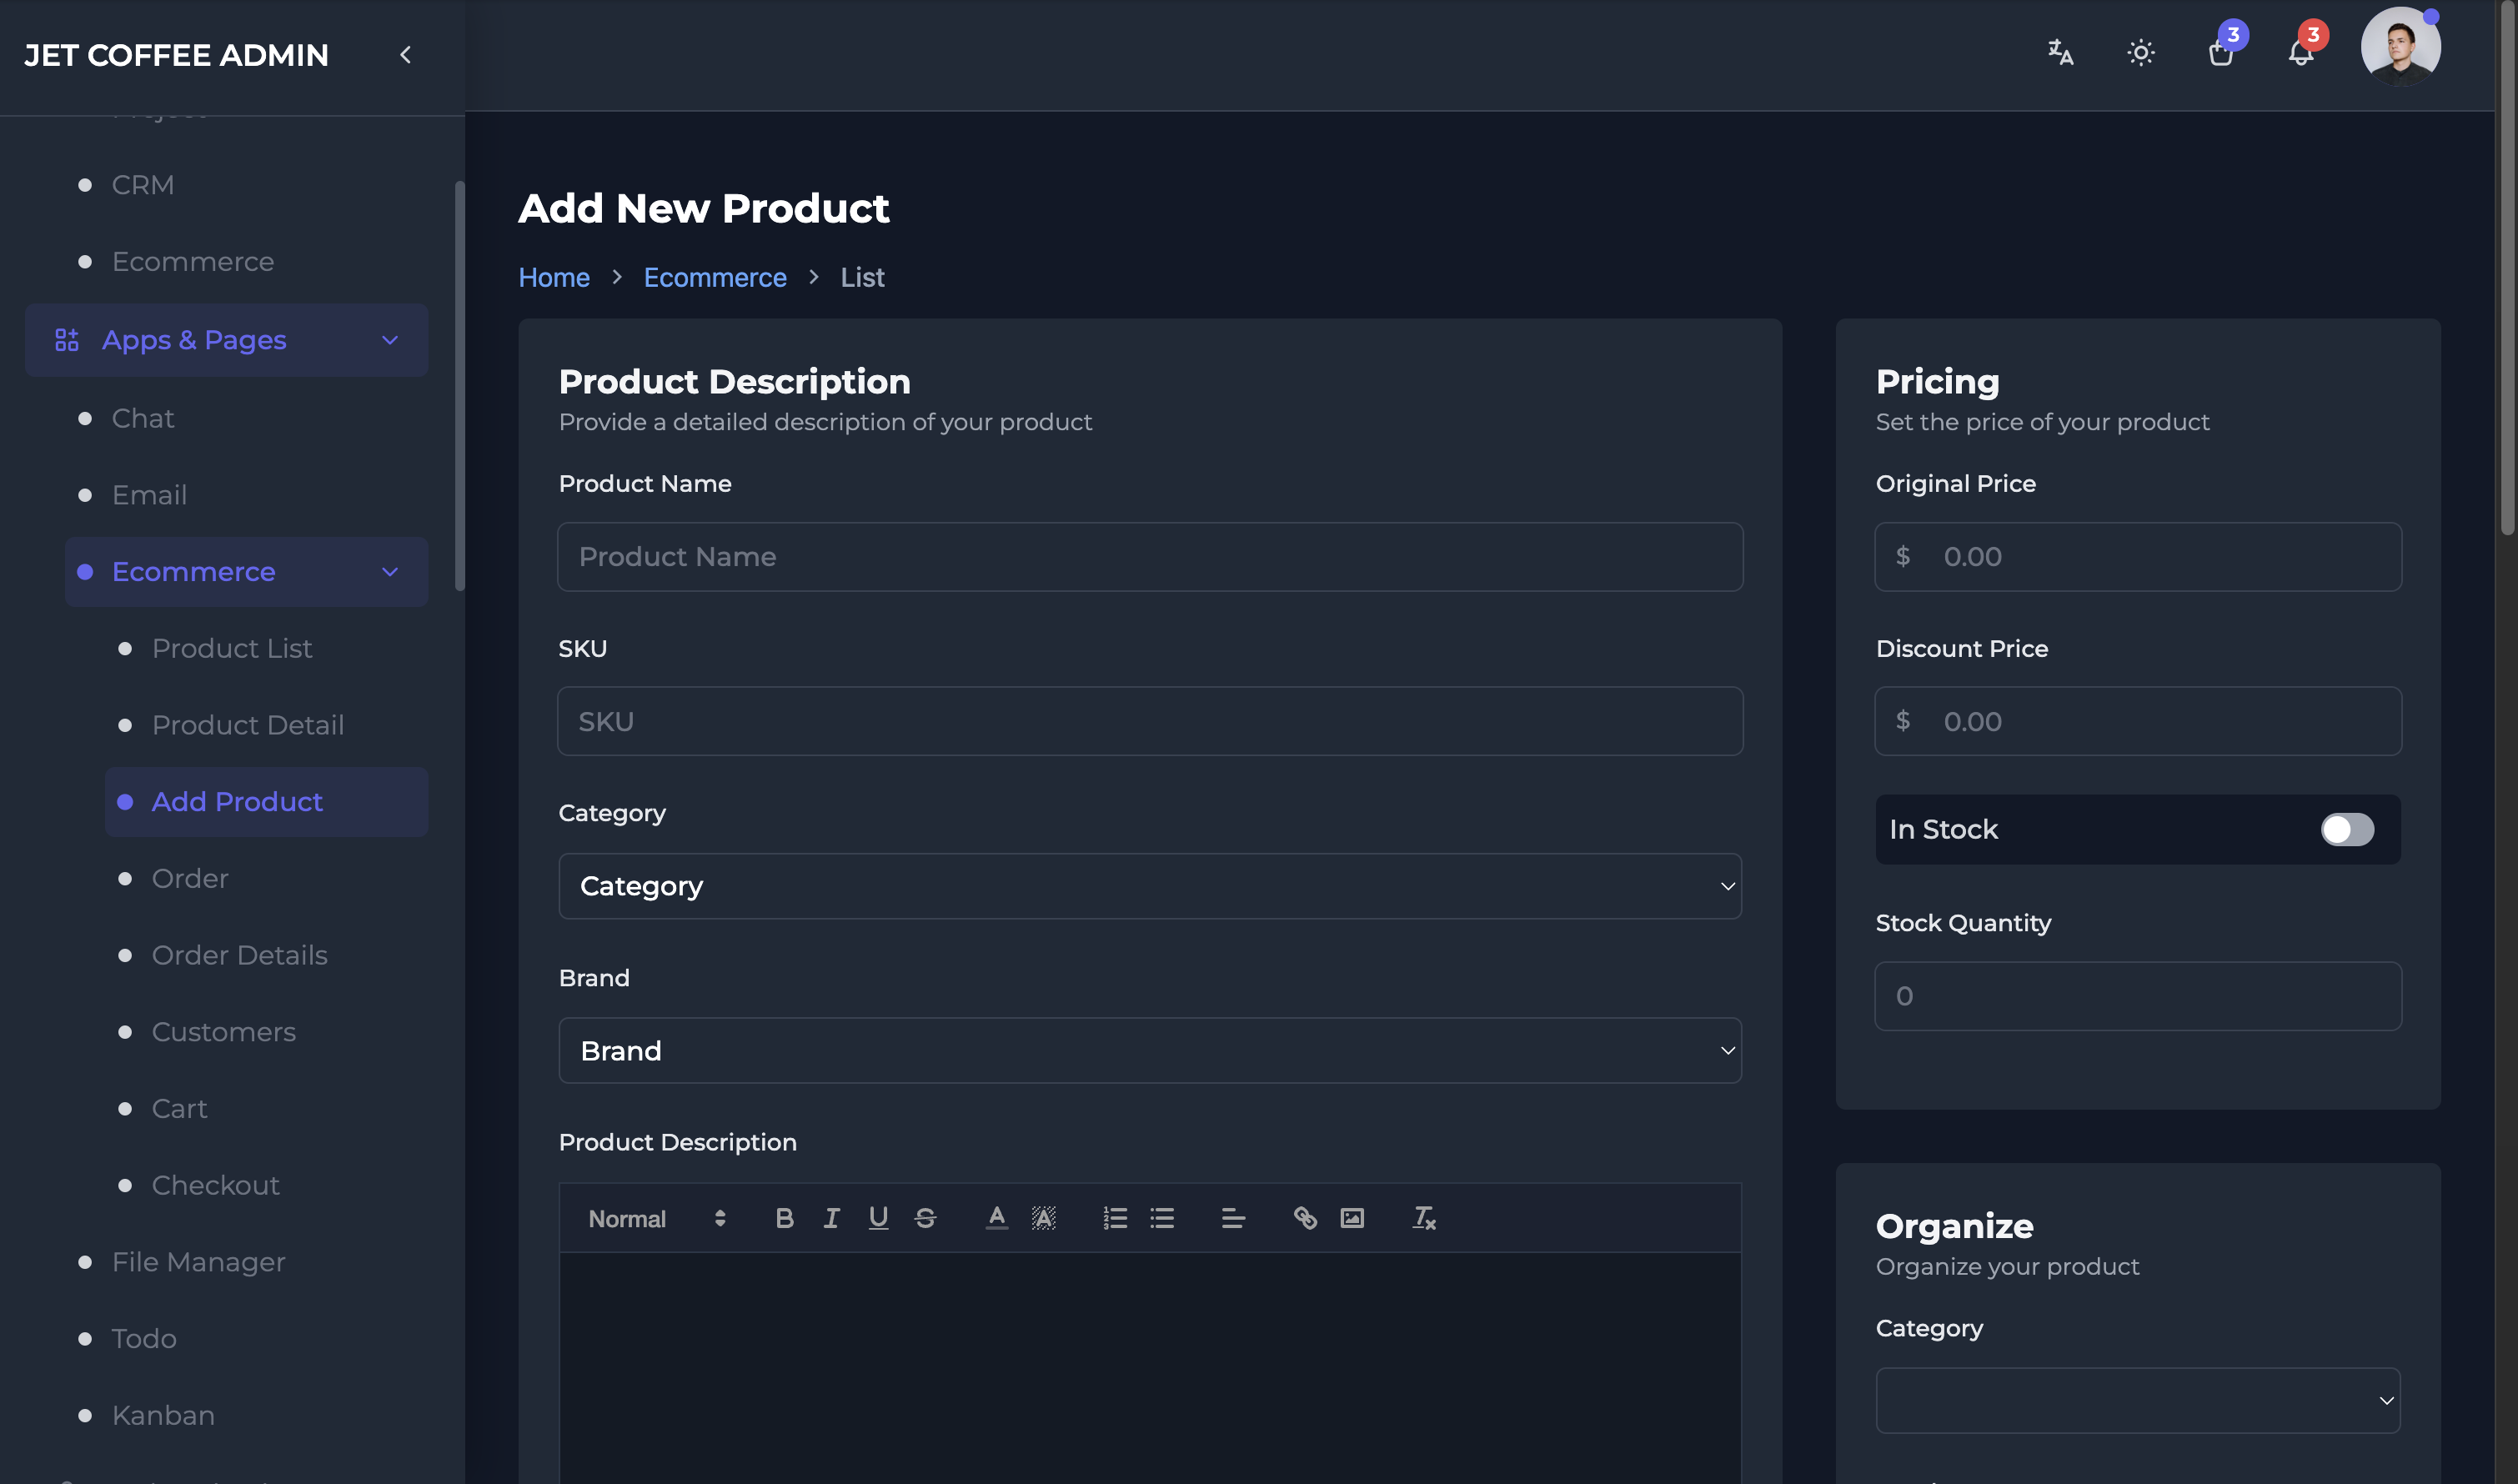 JET COFFEE ADMIN
3
3
CRM
Ecommerce
Apps & Pages
Chat
Email
Ecommerce
Product List
Product Detail
Add Product
Order
Order Details
Customers
Cart
Checkout
File Manager
Todo
Kanban
Add New Product
Home > Ecommerce > List
Product Description
Provide a detailed description of your product
Product Name
Product Name
SKU
SKU
Category
Category
Brand
Brand
Product Description
Normal
Pricing
Set the price of your product
Original Price
$ 0.00
Discount Price
$ 0.00
In Stock
Stock Quantity
0
Organize
Organize your product
Category